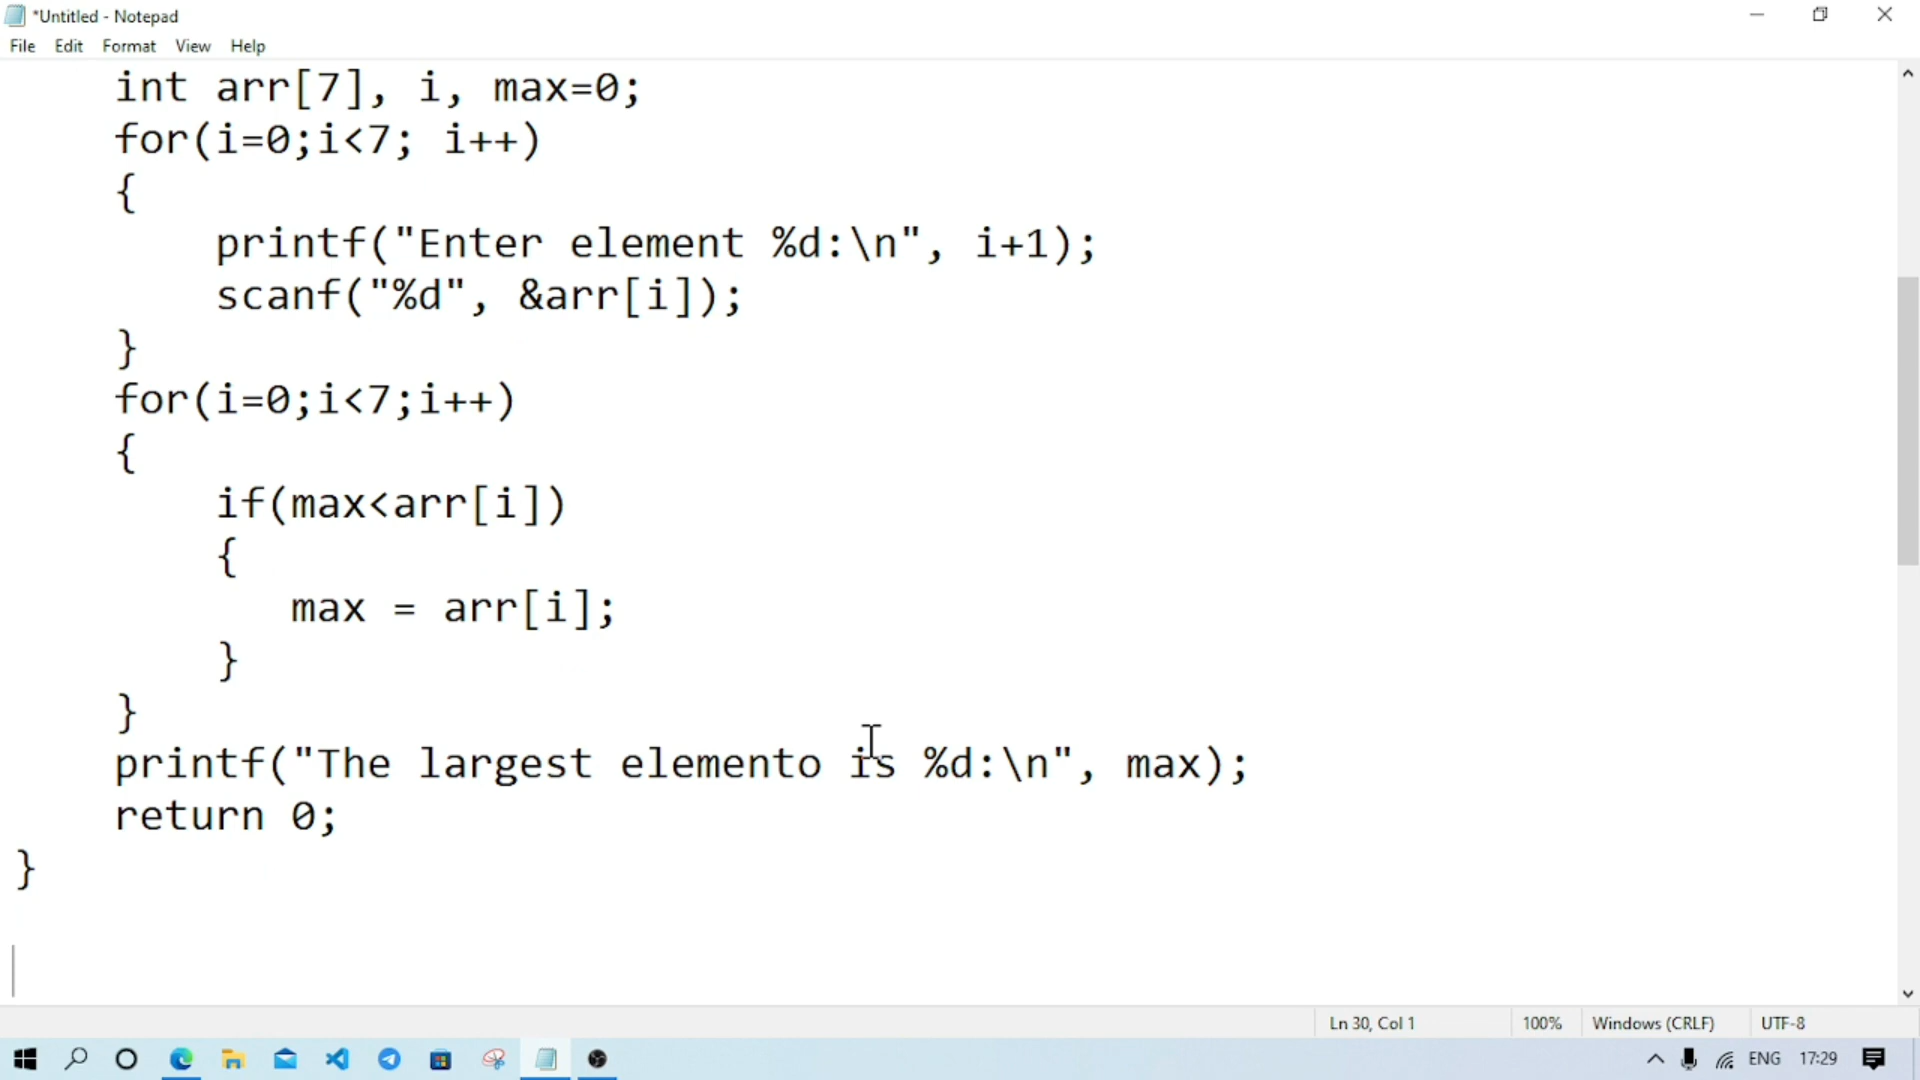 *Untitled - Notepad
File Edit Format View Help
int arr[7], i, max=0;
for(i=0;i<7; i++)
{
printf("Enter element %d:\n", i+1);
scanf("%d", &arr[i]);
}
for(i=0;i<7;i++)
{
if(max<arr[i])
{
max = arr[i];
}
}
printf("The largest elemento is %d:\n", max);
return 0;
}
Ln 30, Col 1 100% Windows (CRLF) UTF-8
ENG 17:29